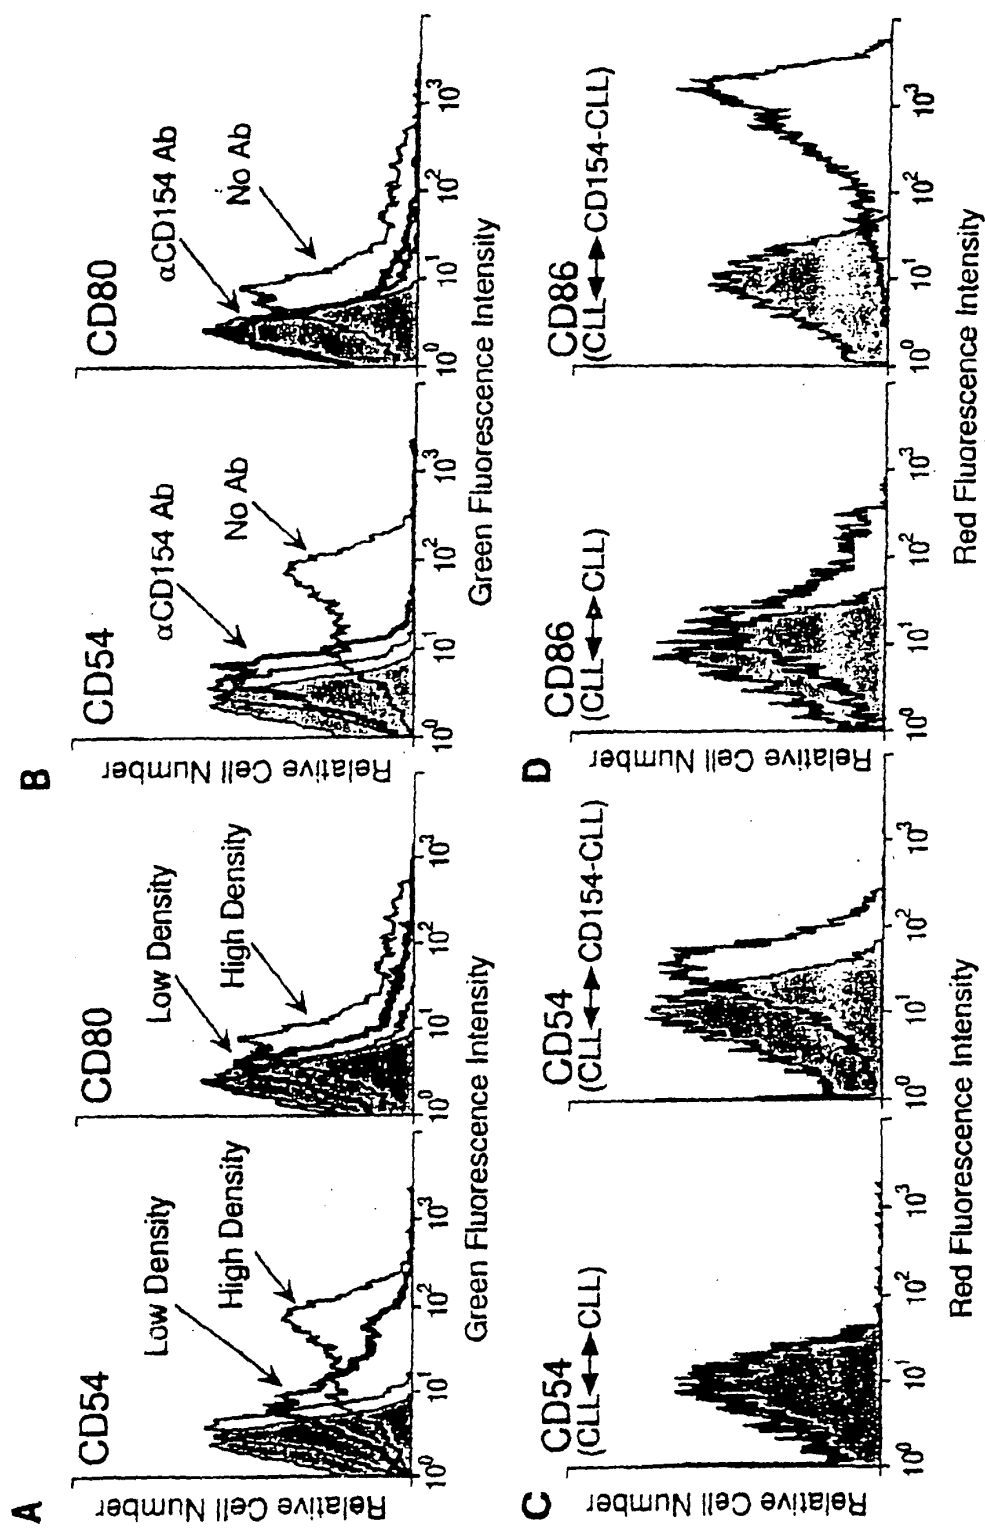 A
CD54
Low Density
High Density
Relative Cell Number
10⁰
10¹
10²
10³
CD80
Low Density
High Density
10⁰
10¹
10²
10³
Green Fluorescence Intensity
B
CD54
αCD154 Ab
No Ab
Relative Cell Number
10⁰
10¹
10²
10³
CD80
αCD154 Ab
No Ab
10⁰
10¹
10²
10³
Green Fluorescence Intensity
C
CD54
(CLL↔CLL)
Relative Cell Number
10⁰
10¹
10²
10³
CD54
(CLL↔CD154-CLL)
10⁰
10¹
10²
10³
Red Fluorescence Intensity
D
CD86
(CLL↔CLL)
Relative Cell Number
10⁰
10¹
10²
10³
CD86
(CLL↔CD154-CLL)
10⁰
10¹
10²
10³
Red Fluorescence Intensity